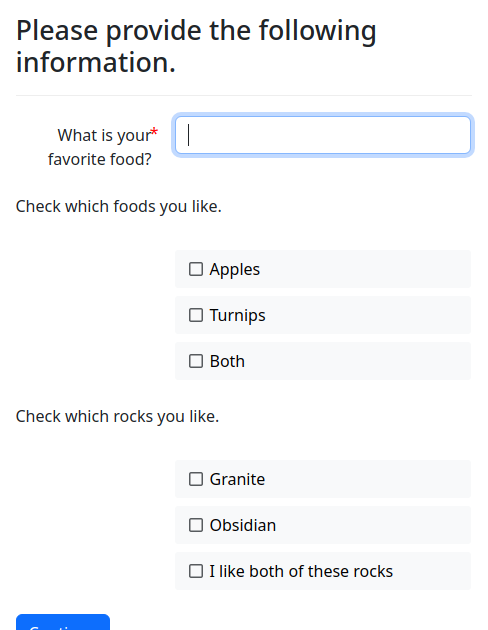 Please provide the following
information.
What is your*
favorite food?
Check which foods you like.
Apples
Turnips
Both
Check which rocks you like.
Granite
Obsidian
I like both of these rocks